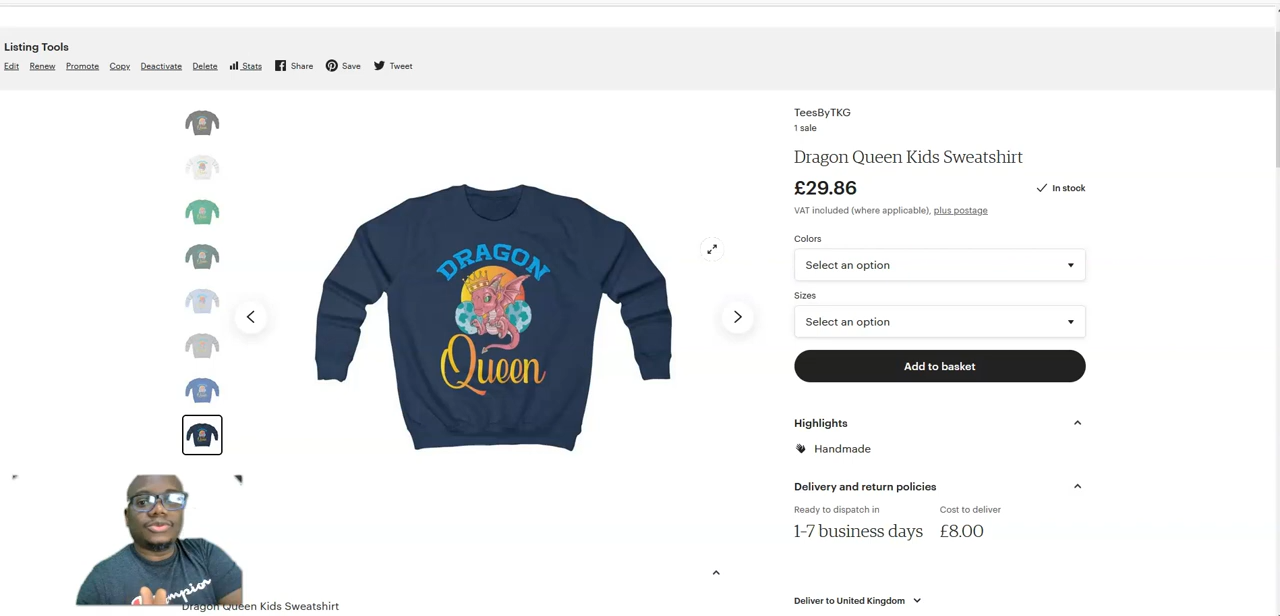 Listing Tools
Edit Renew Promote Copy Deactivate Delete Stats Share Save Tweet
TeesByTKG
1 sale
Dragon Queen Kids Sweatshirt
£29.86
In stock
VAT included (where applicable), plus postage
Colors
Select an option
Sizes
Select an option
Add to basket
DRAGON
Queen
Highlights
Handmade
Delivery and return policies
Ready to dispatch in
Cost to deliver
1-7 business days
£8.00
Deliver to United Kingdom
Dragon Queen Kids Sweatshirt